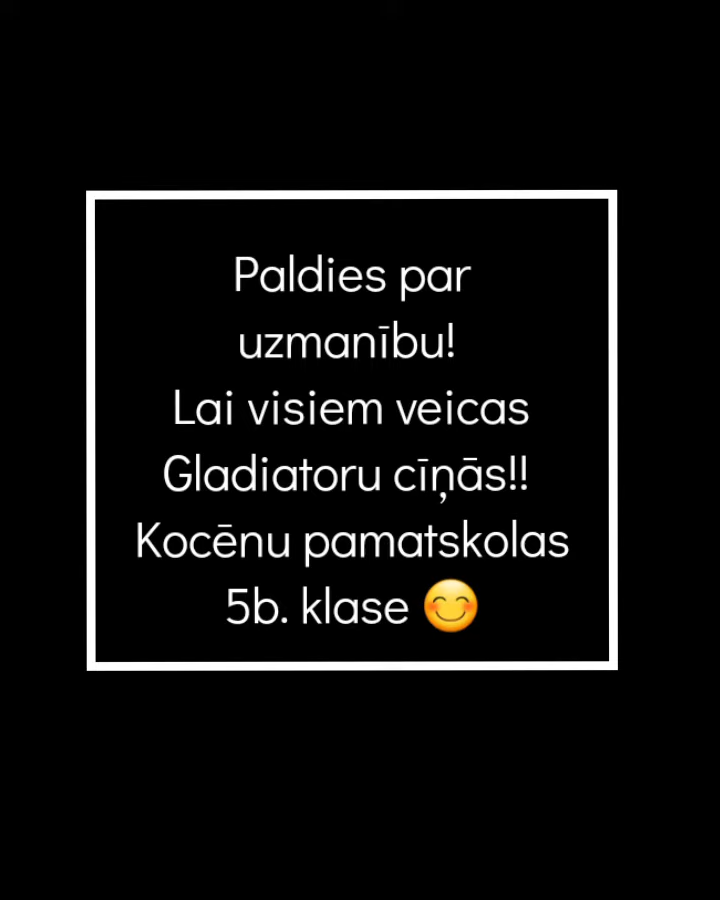 Paldies par
uzmanību!
Lai visiem veicas
Gladiatoru cīņās!!
Kocēnu pamatskolas
5b. klase 😊